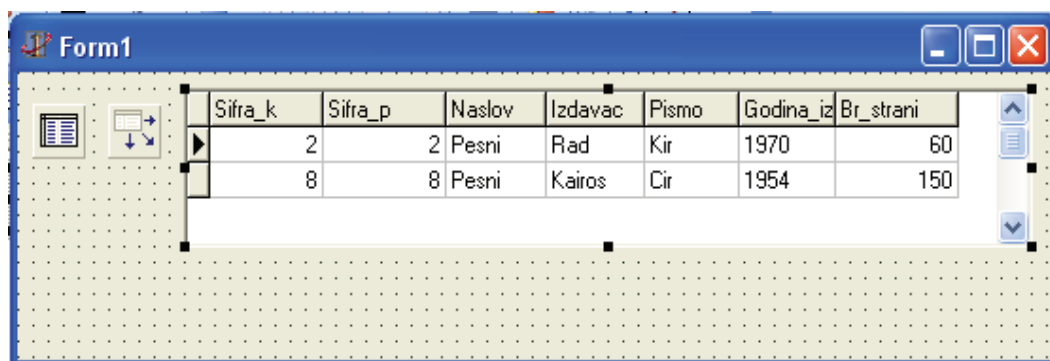 Form1
Sifra_k Sifra_p Naslov Izdavac Pismo Godina_iz Br_strani
2 2 Pesni Rad Kir 1970 60
8 8 Pesni Kairos Cir 1954 150